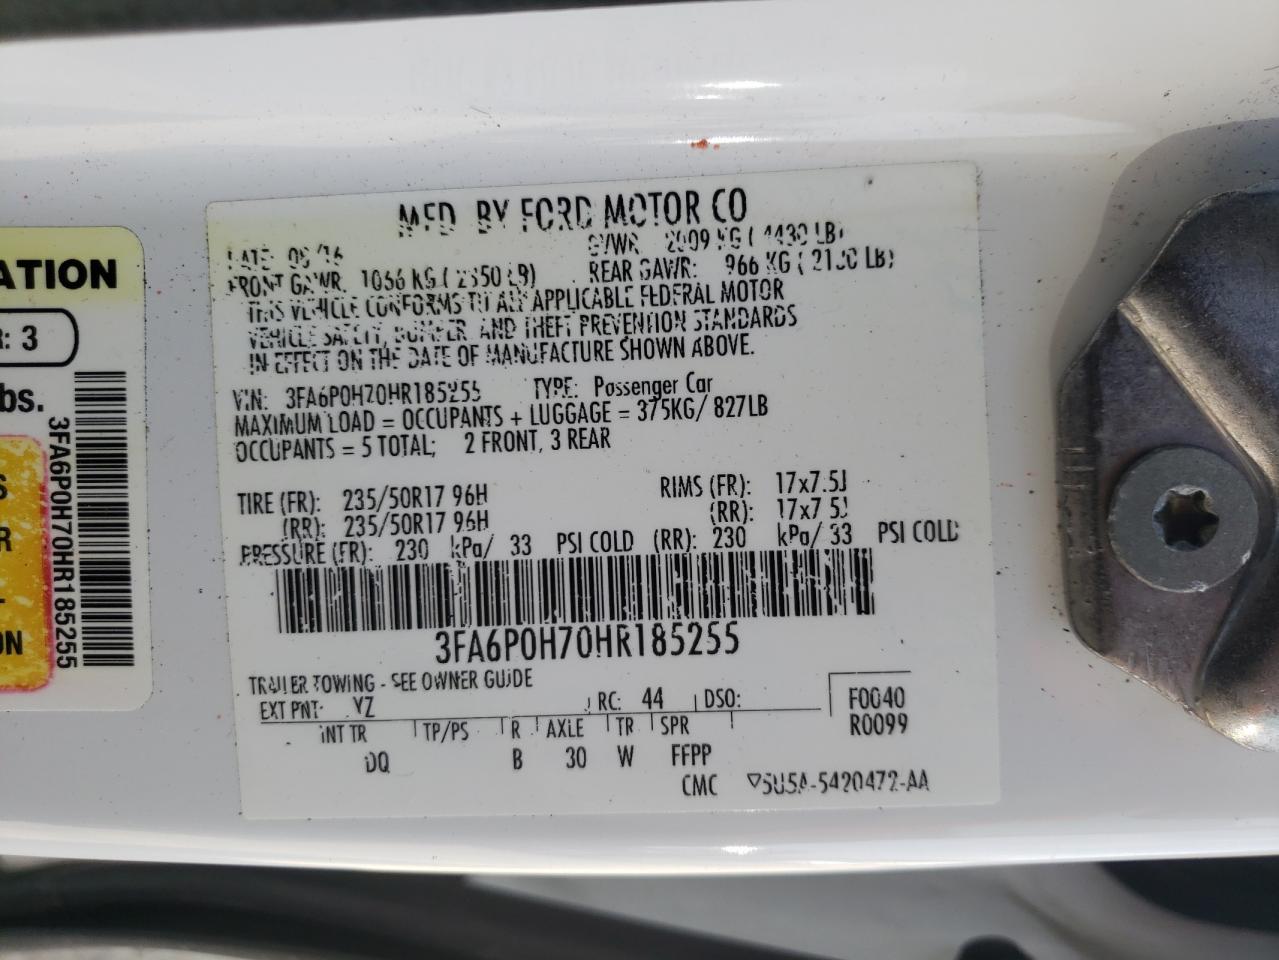 MFD. BY FORD MOTOR CO
DATE: /16 GVWR: 2009 KG ( 4430 LB)
FRONT GAWR: 1066 KG ( 2350 LB) REAR GAWR: 966 KG ( 2130 LB)
THIS VEHICLE CONFORMS TO ALL APPLICABLE FEDERAL MOTOR
VEHICLE SAFETY, BUMPER, AND THEFT PREVENTION STANDARDS
IN EFFECT ON THE DATE OF MANUFACTURE SHOWN ABOVE.
VIN: 3FA6P0H70HR185255 TYPE: Passenger Car
MAXIMUM LOAD = OCCUPANTS + LUGGAGE = 375KG/ 827LB
OCCUPANTS = 5 TOTAL; 2 FRONT, 3 REAR
TIRE (FR): 235/50R17 96H RIMS (FR): 17x7.5J
(RR): 235/50R17 96H (RR): 17x7.5J
PRESSURE (FR): 230 kPa/ 33 PSI COLD (RR): 230 kPa/ 33 PSI COLD
3FA6P0H70HR185255
TRAILER TOWING - SEE OWNER GUIDE
EXT PNT: YZ RC: 44 DSO: F0040
R0099
INT TR TP/PS R AXLE TR SPR
DQ B 30 W FFPP
CMC ▽5U5A-5420472-AA
ATION
R: 3
bs.
3FA6P0H70HR185255
S
R
L
ON